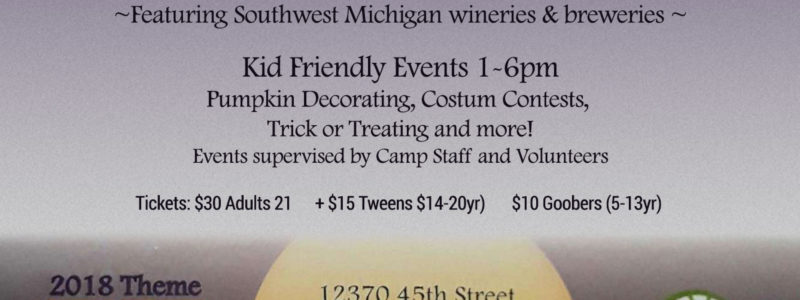 ~Featuring Southwest Michigan wineries & breweries ~
Kid Friendly Events 1-6pm
Pumpkin Decorating, Costum Contests,
Trick or Treating and more!
Events supervised by Camp Staff and Volunteers
Tickets: $30 Adults 21 + $15 Tweens $14-20yr) $10 Goobers (5-13yr)
2018 Theme
12370 45th Street